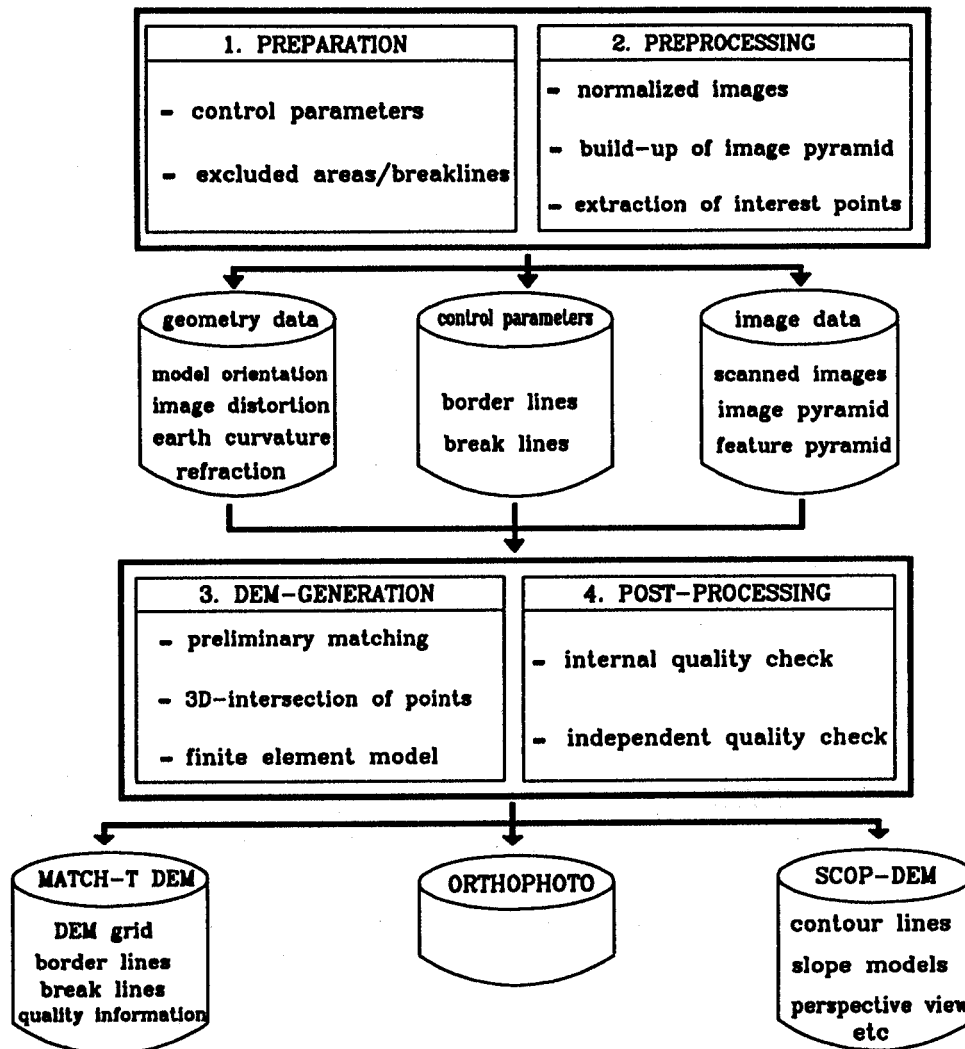 1. PREPARATION
- control parameters
- excluded areas/breaklines
2. PREPROCESSING
- normalized images
- build-up of image pyramid
- extraction of interest points
geometry data
model orientation
image distortion
earth curvature
refraction
control parameters
border lines
break lines
image data
scanned images
image pyramid
feature pyramid
3. DEM-GENERATION
- preliminary matching
- 3D-intersection of points
- finite element model
4. POST-PROCESSING
- internal quality check
- independent quality check
MATCH-T DEM
DEM grid
border lines
break lines
quality information
ORTHOPHOTO
SCOP-DEM
contour lines
slope models
perspective view
etc